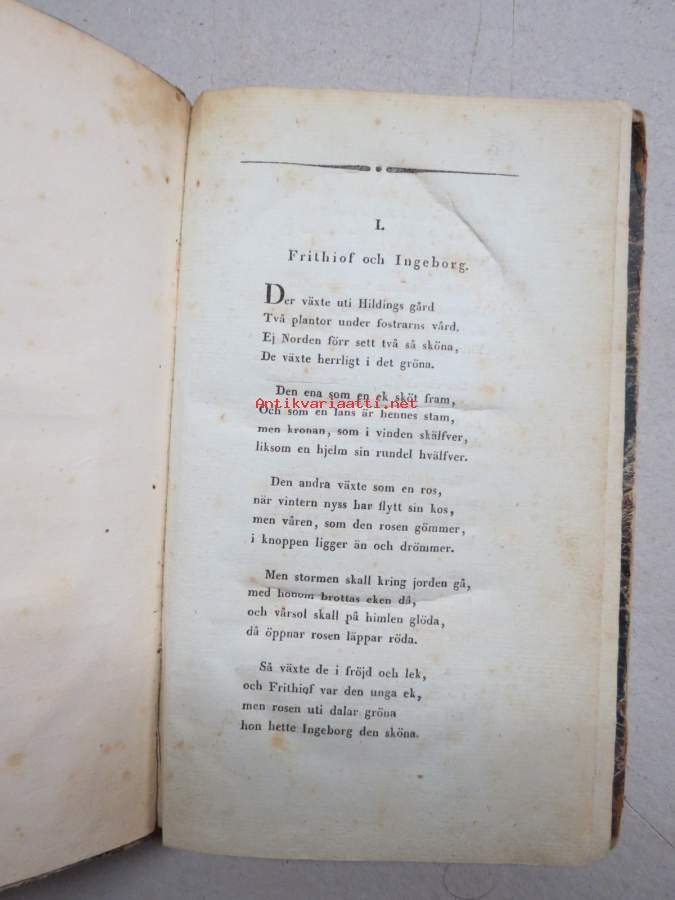 I.
Frithiof och Ingeborg.
Der växte uti Hildings gård
Två plantor under fostrarns vård.
Ej Norden förr sett två så sköna,
De växte herrligt i det gröna.
Den ena som en ek sköt fram,
Antikvariaatti.net
Och som en lans är hennes stam,
men kronan, som i vinden skälfver,
liksom en hjelm sin rundel hvälfver.
Den andra växte som en ros,
när vintern nyss har flytt sin kos,
men våren, som den rosen gömmer,
i knoppen ligger än och drömmer.
Men stormen skall kring jorden gå,
med honom brottas eken då,
och vårsol skall på himlen glöda,
då öppnar rosen läppar röda.
Så växte de i fröjd och lek,
och Frithiof var den unga ek,
men rosen uti dalar gröna
hon hette Ingeborg den sköna.